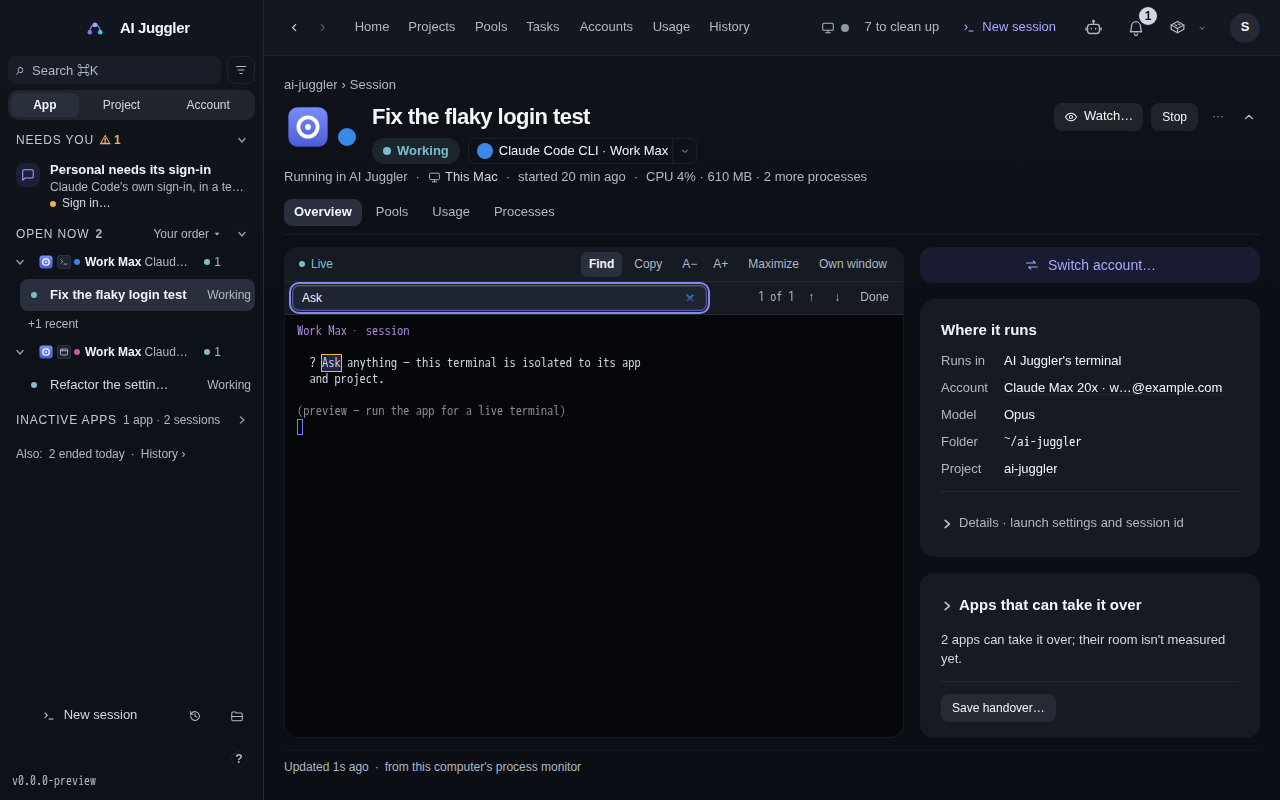 AI Juggler
Search ⌘K
App Project Account
NEEDS YOU 1
Personal needs its sign-in
Claude Code's own sign-in, in a te…
Sign in…
OPEN NOW 2 Your order
Work Max Claud… 1
Fix the flaky login test Working
+1 recent
Work Max Claud… 1
Refactor the settin… Working
INACTIVE APPS 1 app · 2 sessions
Also: 2 ended today · History ›
New session
?
v0.0.0-preview
Home Projects Pools Tasks Accounts Usage History
7 to clean up
New session
1
S
ai-juggler › Session
Fix the flaky login test
Watch… Stop ···
Working
Claude Code CLI · Work Max
Running in AI Juggler · This Mac · started 20 min ago · CPU 4% · 610 MB · 2 more processes
Overview Pools Usage Processes
Live Find Copy A− A+ Maximize Own window
Ask 1 of 1 ↑ ↓ Done
Work Max · session
? Ask anything — this terminal is isolated to its app
and project.
(preview — run the app for a live terminal)
Switch account…
Where it runs
Runs in AI Juggler's terminal
Account Claude Max 20x · w…@example.com
Model Opus
Folder ~/ai-juggler
Project ai-juggler
Details · launch settings and session id
Apps that can take it over
2 apps can take it over; their room isn't measured
yet.
Save handover…
Updated 1s ago · from this computer's process monitor